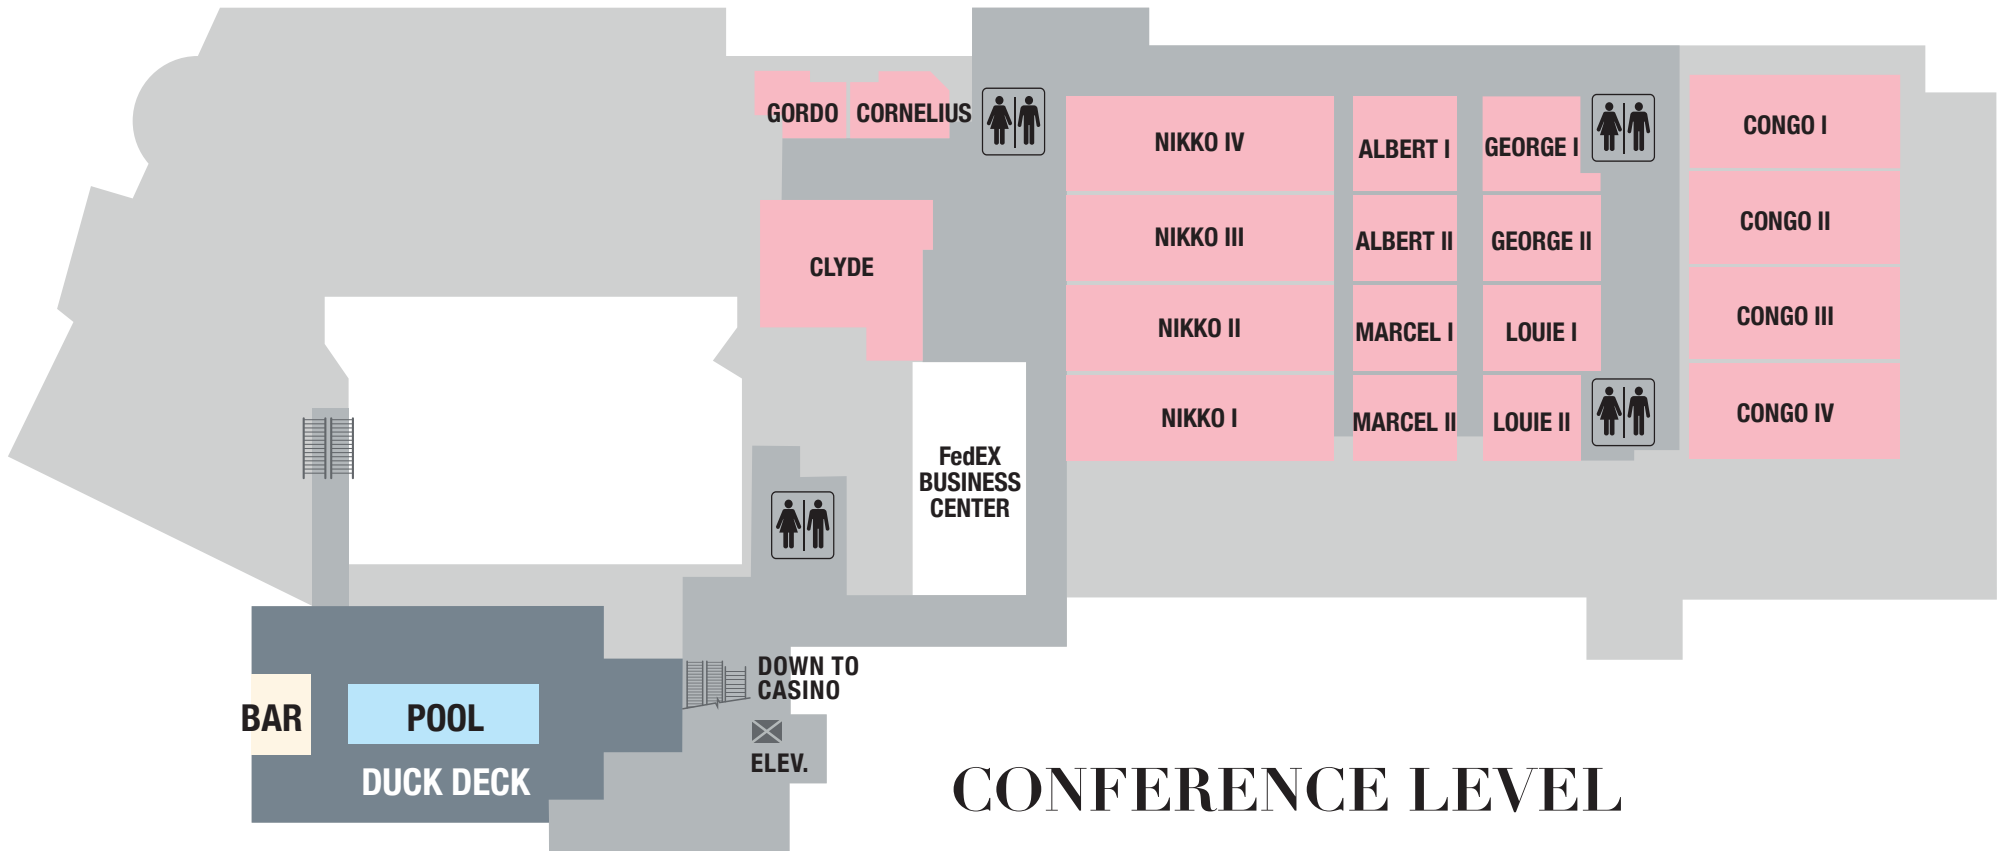 GORDO
CORNELIUS
CLYDE
NIKKO IV
NIKKO III
NIKKO II
NIKKO I
ALBERT I
ALBERT II
MARCEL I
MARCEL II
GEORGE I
GEORGE II
LOUIE I
LOUIE II
CONGO I
CONGO II
CONGO III
CONGO IV
FedEX
BUSINESS
CENTER
DOWN TO
CASINO
ELEV.
BAR
POOL
DUCK DECK
CONFERENCE LEVEL